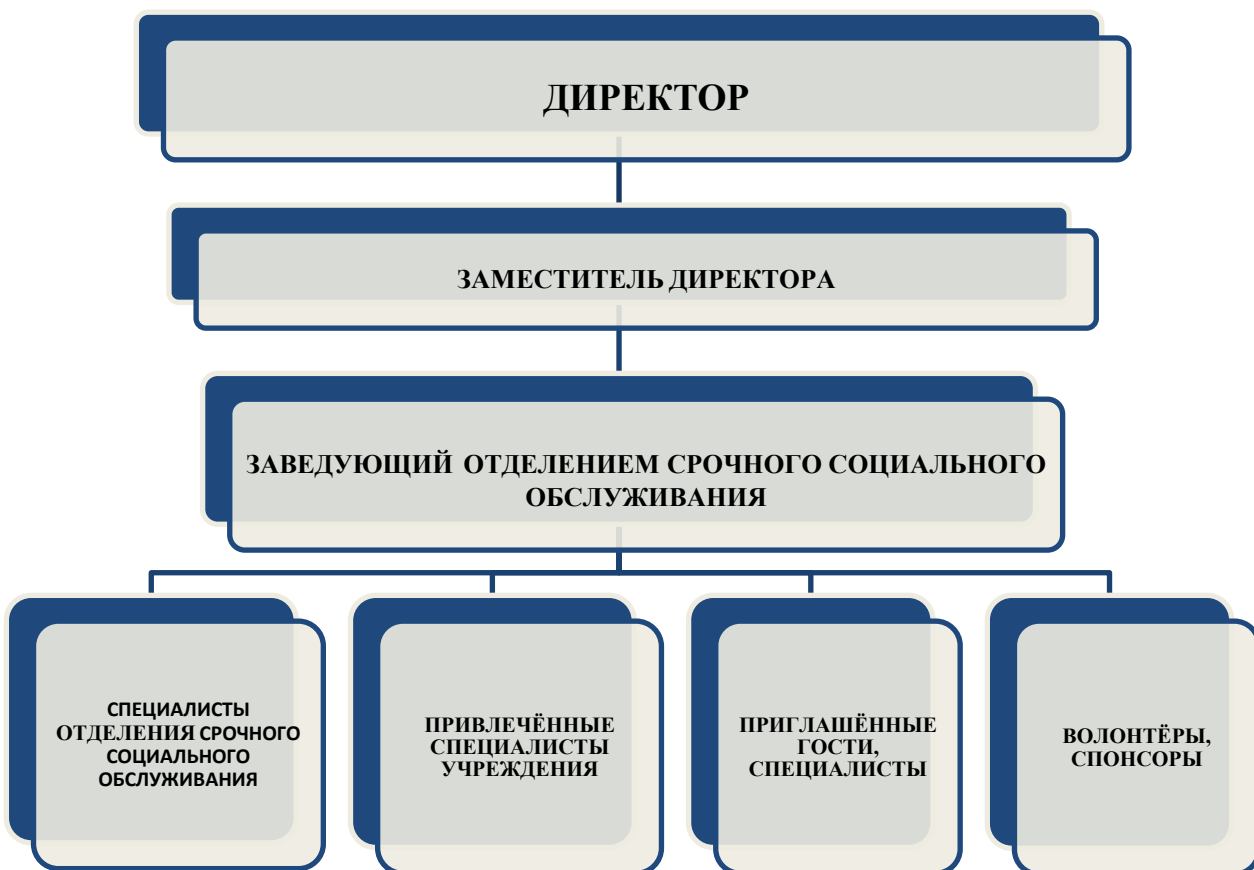 ДИРЕКТОР
ЗАМЕСТИТЕЛЬ ДИРЕКТОРА
ЗАВЕДУЮЩИЙ ОТДЕЛЕНИЕМ СРОЧНОГО СОЦИАЛЬНОГО
ОБСЛУЖИВАНИЯ
СПЕЦИАЛИСТЫ
ОТДЕЛЕНИЯ СРОЧНОГО
СОЦИАЛЬНОГО
ОБСЛУЖИВАНИЯ
ПРИВЛЕЧЁННЫЕ
СПЕЦИАЛИСТЫ
УЧРЕЖДЕНИЯ
ПРИГЛАШЁННЫЕ
ГОСТИ,
СПЕЦИАЛИСТЫ
ВОЛОНТЁРЫ,
СПОНСОРЫ